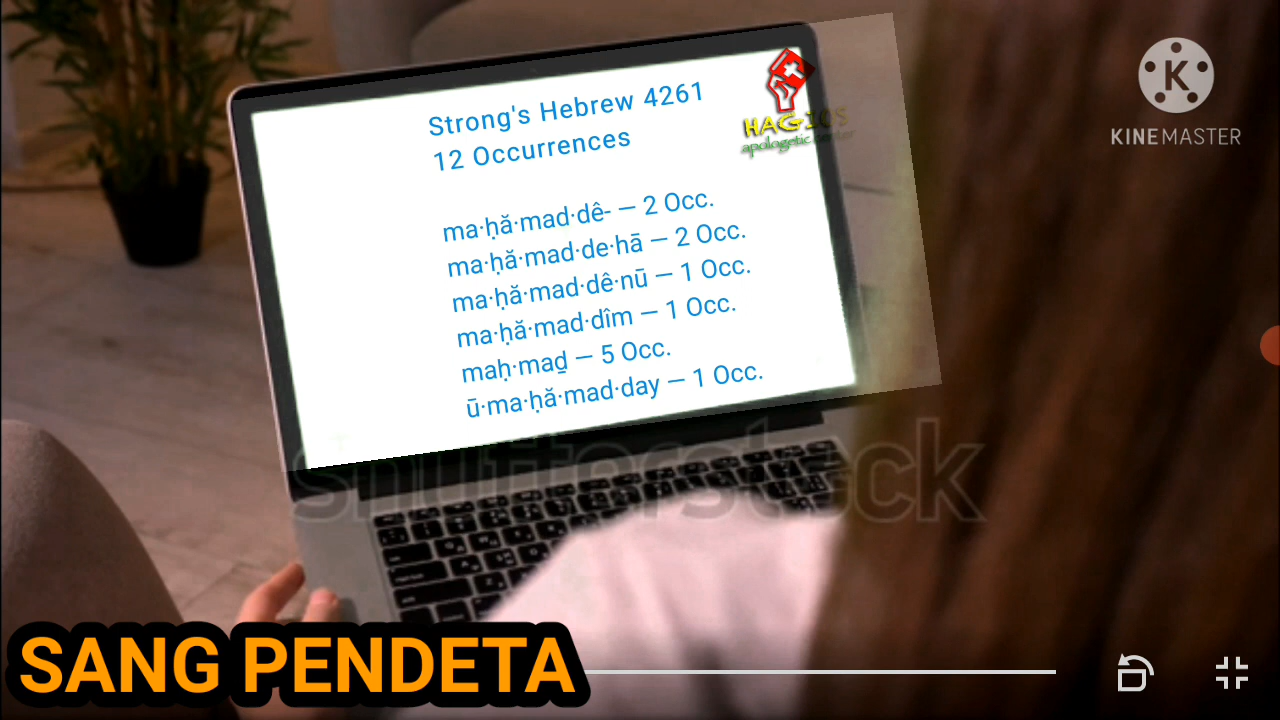 Strong's Hebrew 4261
12 Occurrences
HAGIOS
apologetic
ma·ḥă·mad·dê- — 2 Occ.
ma·ḥă·mad·de·hā — 2 Occ.
ma·ḥă·mad·dê·nū — 1 Occ.
ma·ḥă·mad·dîm — 1 Occ.
maḥ·maḏ — 5 Occ.
ū·ma·ḥă·mad·day — 1 Occ.
K
KINEMASTER
shutterstock
SANG PENDETA